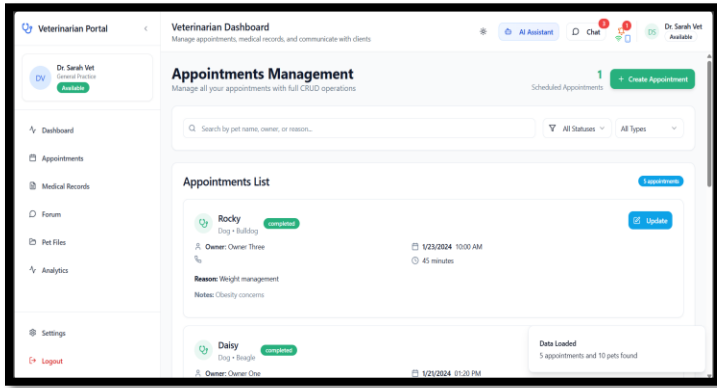 Veterinarian Portal
Veterinarian Dashboard
Manage appointments, medical records, and communicate with clients
AI Assistant
Chat
3
DS
Dr. Sarah Vet
Available
DV
Dr. Sarah Vet
General Practice
Available
Dashboard
Appointments
Medical Records
Forum
Pet Files
Analytics
Settings
Logout
Appointments Management
Manage all your appointments with full CRUD operations
1
Scheduled Appointments
+ Create Appointment
Search by pet name, owner, or reason...
All Statuses
All Types
Appointments List
5 appointments
Rocky
completed
Dog • Bulldog
Update
Owner: Owner Three
1/23/2024 10:00 AM
45 minutes
Reason: Weight management
Notes: Obesity concerns
Daisy
completed
Dog • Beagle
Owner: Owner One
1/21/2024 01:20 PM
Data Loaded
5 appointments and 10 pets found